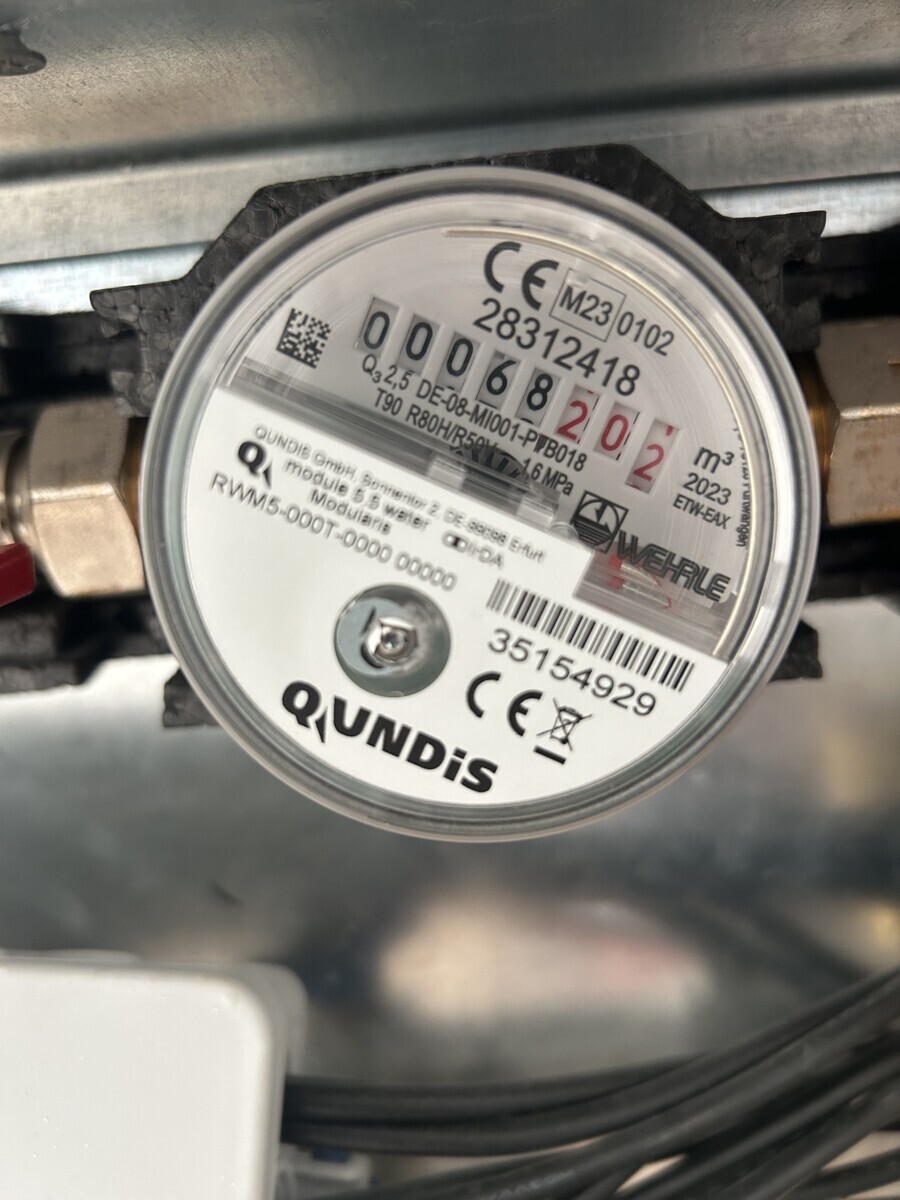 CE M23 0102
28312418
00068202 m³
Q₃ 2,5 DE-08-MI001-PTB018 2023
T90 R80H/R50V 1,6 MPa ETW-EAX
WEHRLE
QUNDIS GmbH, Sonnentor 2, DE-99098 Erfurt
module 5.5 water
Modularis
RWM5-000T-0000 00000
35154929
CE
QUNDIS